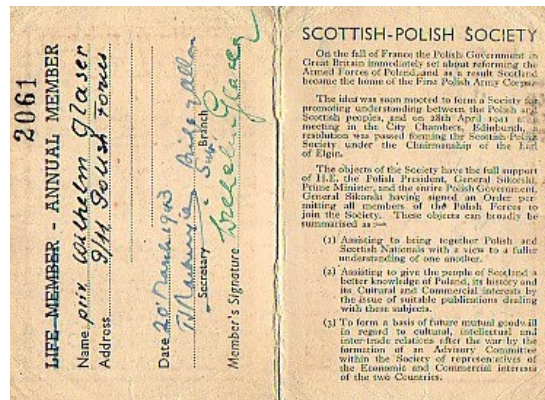 2061
LIFE MEMBER - ANNUAL MEMBER
Name Wilhelm Glaser
Address P/11 Polish Forces
Date 20 March 1943
Secretary
Branch
Member's Signature Wilhelm Glaser
SCOTTISH-POLISH SOCIETY
On the fall of France the Polish Government in
Great Britain immediately set about reforming the
Armed Forces of Poland, and as a result Scotland
became the home of the First Polish Army Corps.
The idea was soon mooted to form a Society for
promoting understanding between the Polish and
Scottish peoples, and on 28th April 1941 at a
meeting in the City Chambers, Edinburgh, a
resolution was passed forming the Scottish-Polish
Society under the Chairmanship of the Earl
of Elgin.
The objects of the Society have the full support
of H.E. the Polish President, General Sikorski,
Prime Minister, and the entire Polish Government,
General Sikorski having signed an Order per-
mitting all members of the Polish Forces to
join the Society. These objects can broadly be
summarised as :—
(1) Assisting to bring together Polish and
Scottish Nationals with a view to a fuller
understanding of one another.
(2) Assisting to give the people of Scotland a
better knowledge of Poland, its history and
its Cultural and Commercial interests by
the issue of suitable publications dealing
with these subjects.
(3) To form a basis of future mutual goodwill
in regard to cultural, intellectual and
inter-trade relations after the war by the
formation of an Advisory Committee
within the Society of representatives of
the Economic and Commercial interests
of the two Countries.